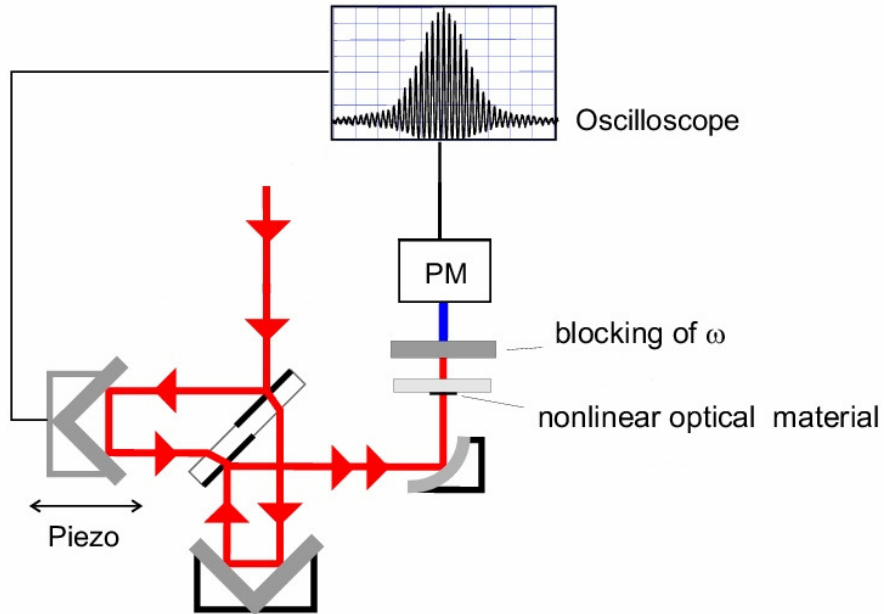 Oscilloscope
PM
blocking of ω
nonlinear optical material
Piezo